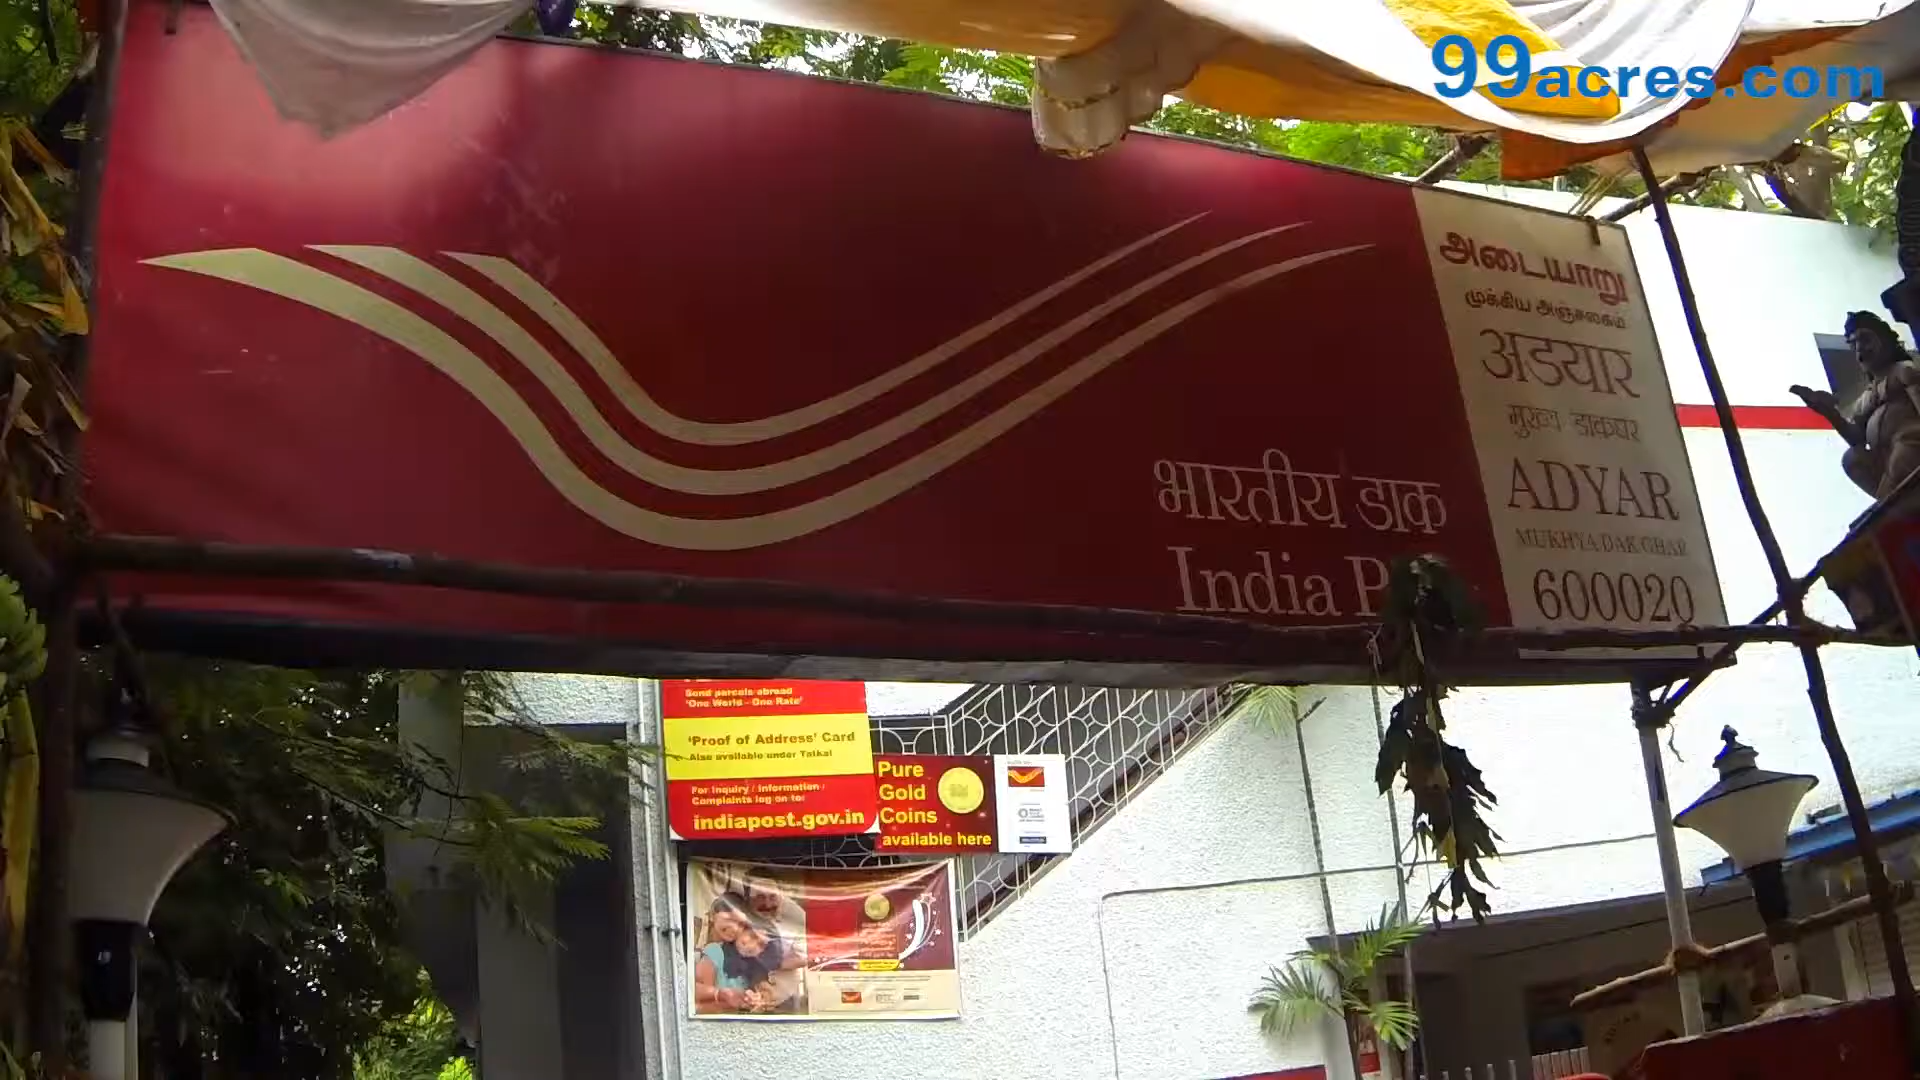 99acres.com
அடையாறு
முக்கிய அஞ்சலகம்
अडयार
मुख्य डाकघर
ADYAR
MUKHYA DAK GHAR
600020
भारतीय डाक
India P
Send parcels abroad
'One World - One Rate'
'Proof of Address' Card
Also available under Tatkal
For Inquiry / Information /
Complaints log on to:
indiapost.gov.in
Pure
Gold
Coins
available here